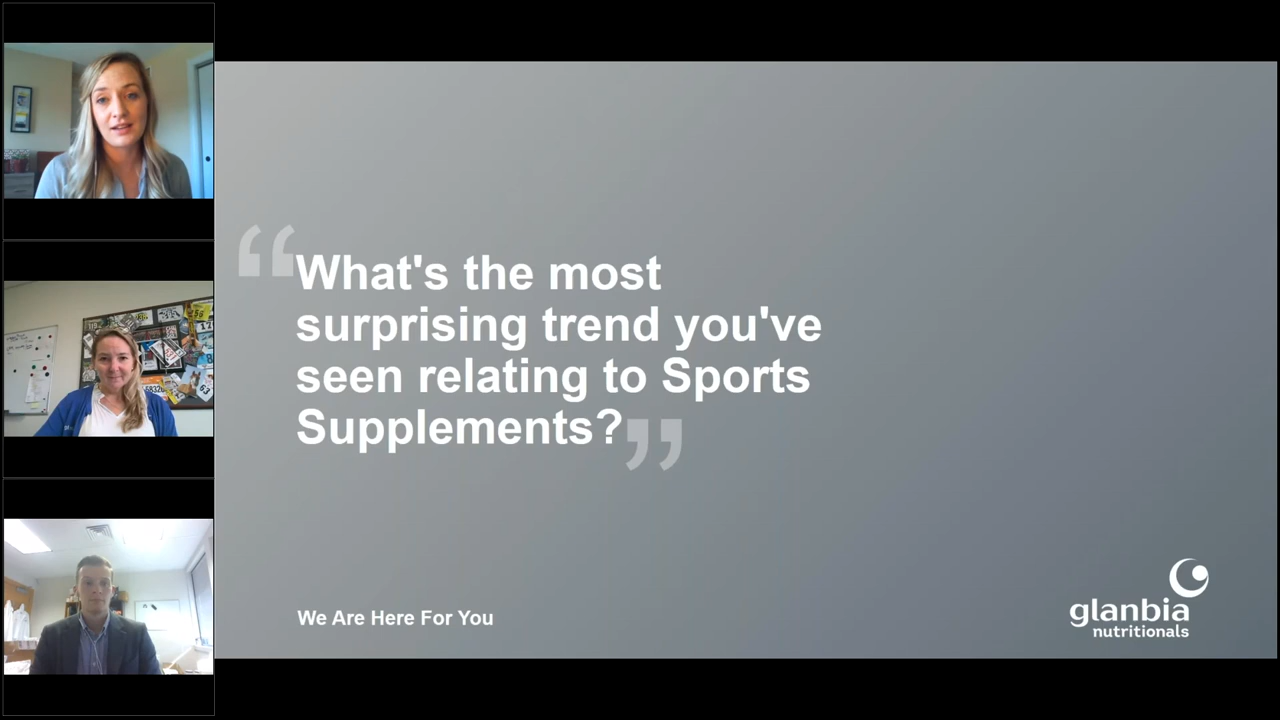 “What's the most
surprising trend you've
seen relating to Sports
Supplements?”
We Are Here For You
glanbia
nutritionals